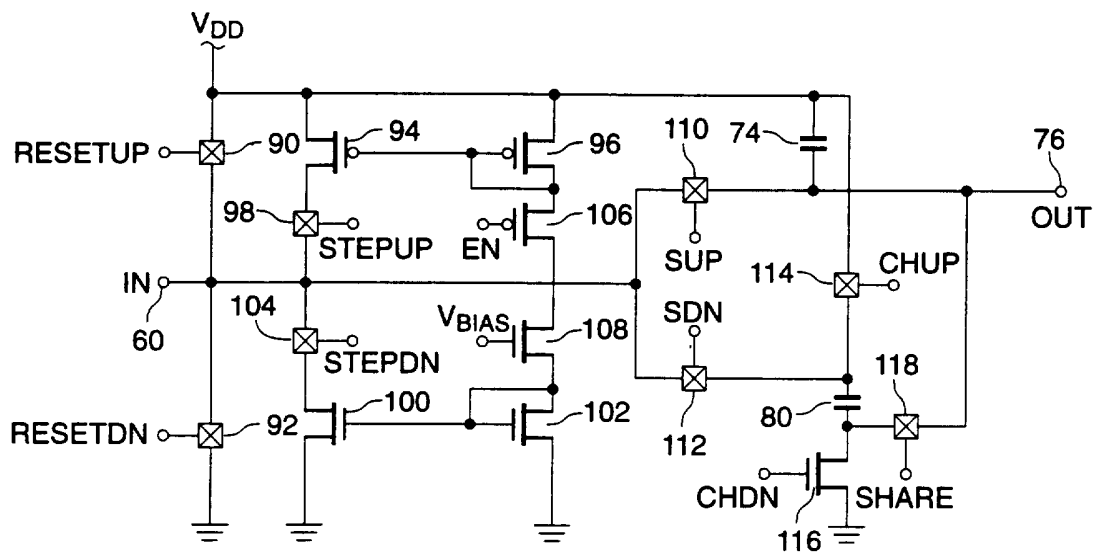 VDD
RESETUP
90
94
96
110
74
76
OUT
98
STEPUP
EN
106
SUP
114
CHUP
IN
60
104
STEPDN
VBIAS
108
SDN
112
80
118
RESETDN
92
100
102
CHDN
116
SHARE